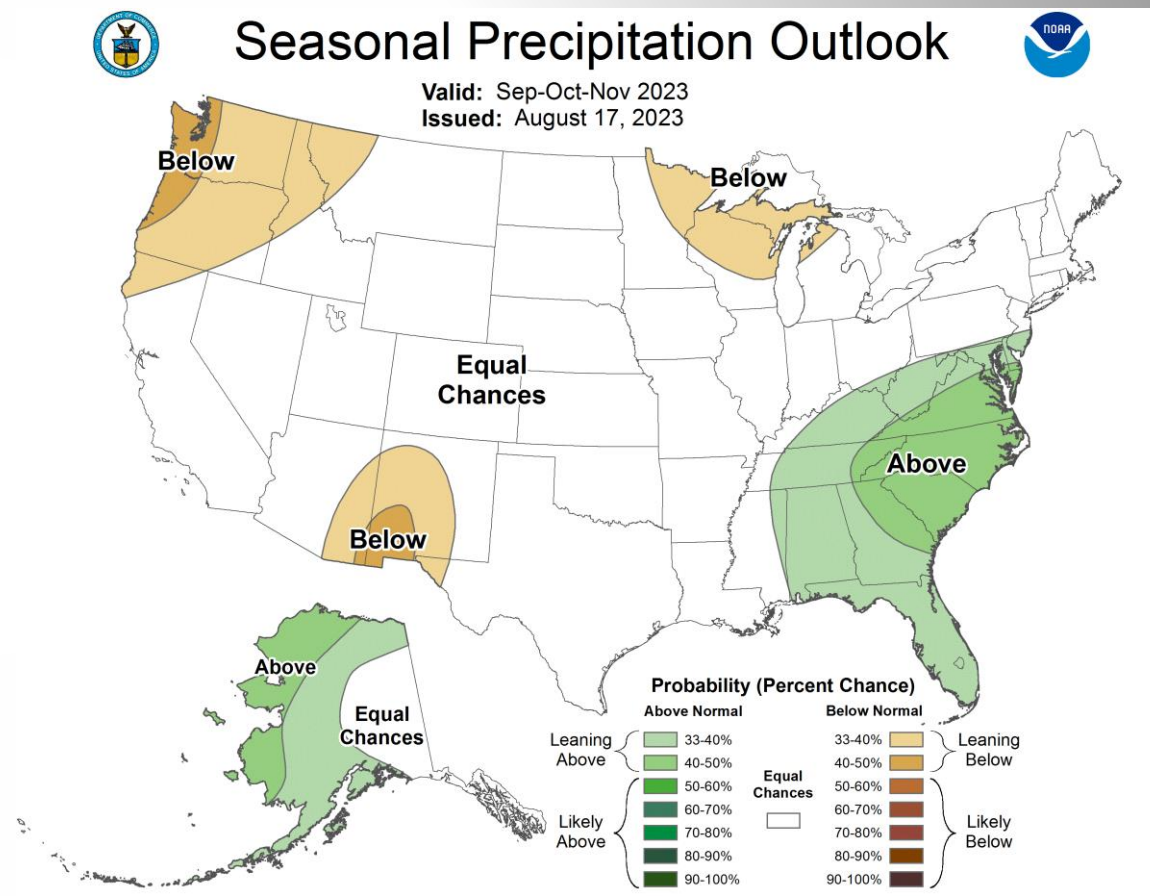 Seasonal Precipitation Outlook
NOAA
Valid: Sep-Oct-Nov 2023
Issued: August 17, 2023
Below
Below
Equal
Chances
Above
Below
Above
Equal
Chances
Probability (Percent Chance)
Above Normal
Below Normal
Leaning
Above
33-40%
40-50%
50-60%
60-70%
70-80%
80-90%
90-100%
Likely
Above
Equal
Chances
33-40%
40-50%
50-60%
60-70%
70-80%
80-90%
90-100%
Leaning
Below
Likely
Below